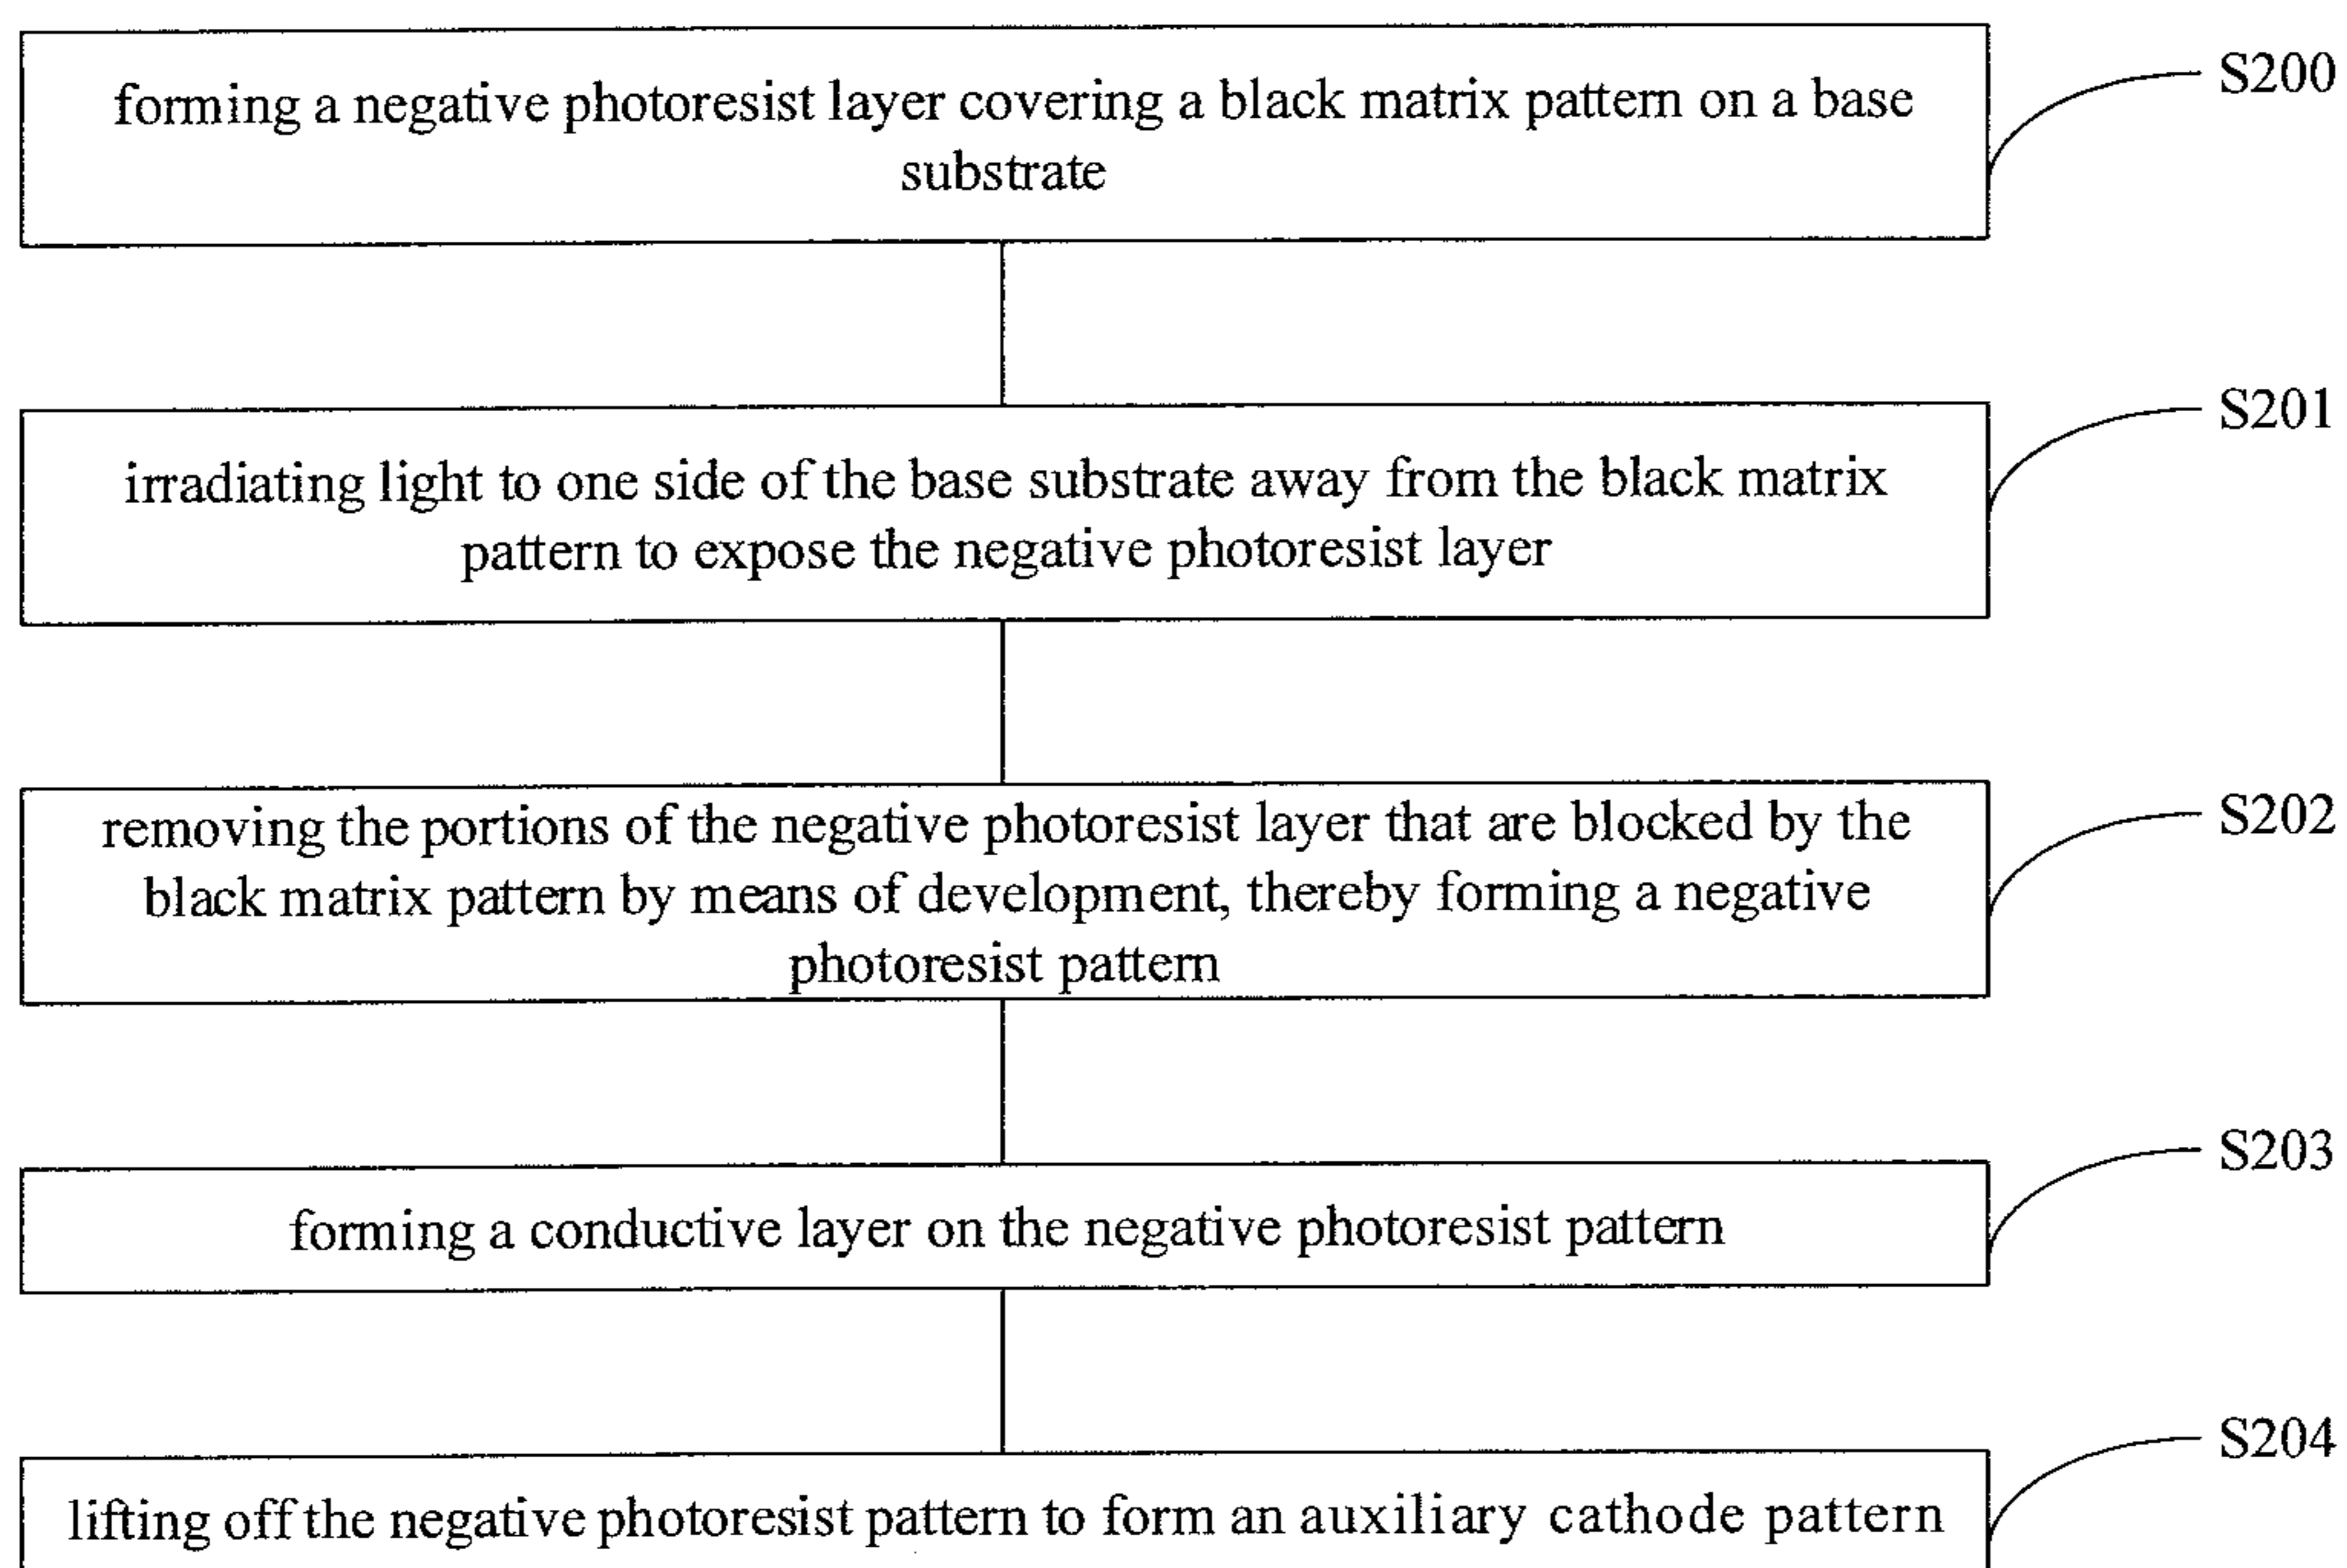 forming a negative photoresist layer covering a black matrix pattern on a base
substrate
S200
irradiating light to one side of the base substrate away from the black matrix
pattern to expose the negative photoresist layer
S201
removing the portions of the negative photoresist layer that are blocked by the
black matrix pattern by means of development, thereby forming a negative
photoresist pattern
S202
forming a conductive layer on the negative photoresist pattern
S203
lifting off the negative photoresist pattern to form an auxiliary cathode pattern
S204